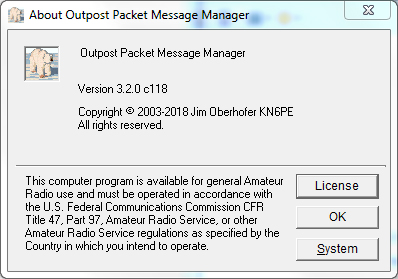 About Outpost Packet Message Manager
Outpost Packet Message Manager
Version 3.2.0 c118
Copyright © 2003-2018 Jim Oberhofer KN6PE
All rights reserved.
This computer program is available for general Amateur
Radio use and must be operated in accordance with
the U.S. Federal Communications Commission CFR
Title 47, Part 97, Amateur Radio Service, or other
Amateur Radio Service regulations as specified by the
Country in which you intend to operate.
License
OK
System